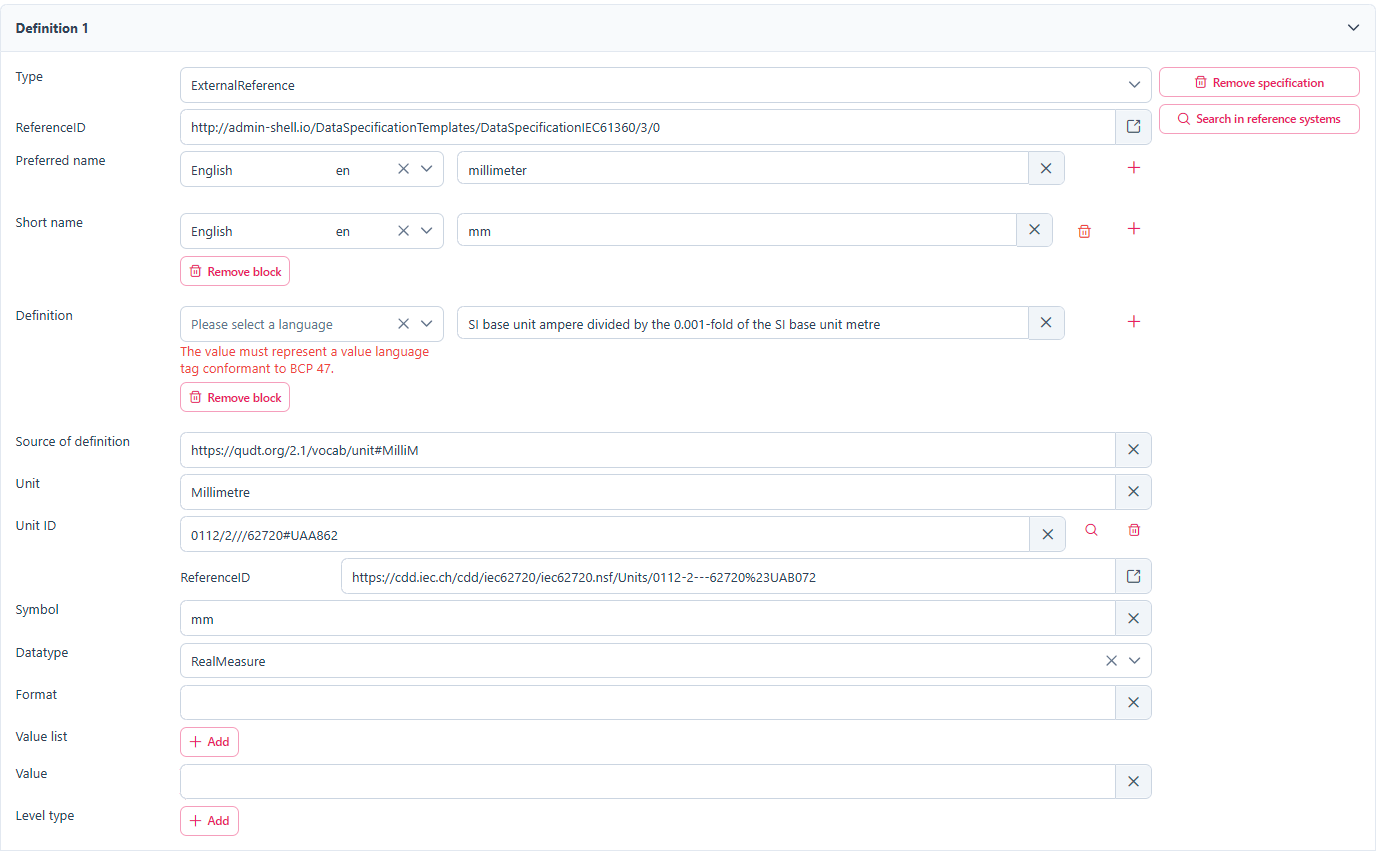 Definition 1
Type
ExternalReference
Remove specification
ReferenceID
http://admin-shell.io/DataSpecificationTemplates/DataSpecificationIEC61360/3/0
Search in reference systems
Preferred name
English en
millimeter
Short name
English en
mm
Remove block
Definition
Please select a language
SI base unit ampere divided by the 0.001-fold of the SI base unit metre
The value must represent a value language
tag conformant to BCP 47.
Remove block
Source of definition
https://qudt.org/2.1/vocab/unit#MilliM
Unit
Millimetre
Unit ID
0112/2///62720#UAA862
ReferenceID
https://cdd.iec.ch/cdd/iec62720/iec62720.nsf/Units/0112-2---62720%23UAB072
Symbol
mm
Datatype
RealMeasure
Format
Value list
Add
Value
Level type
Add